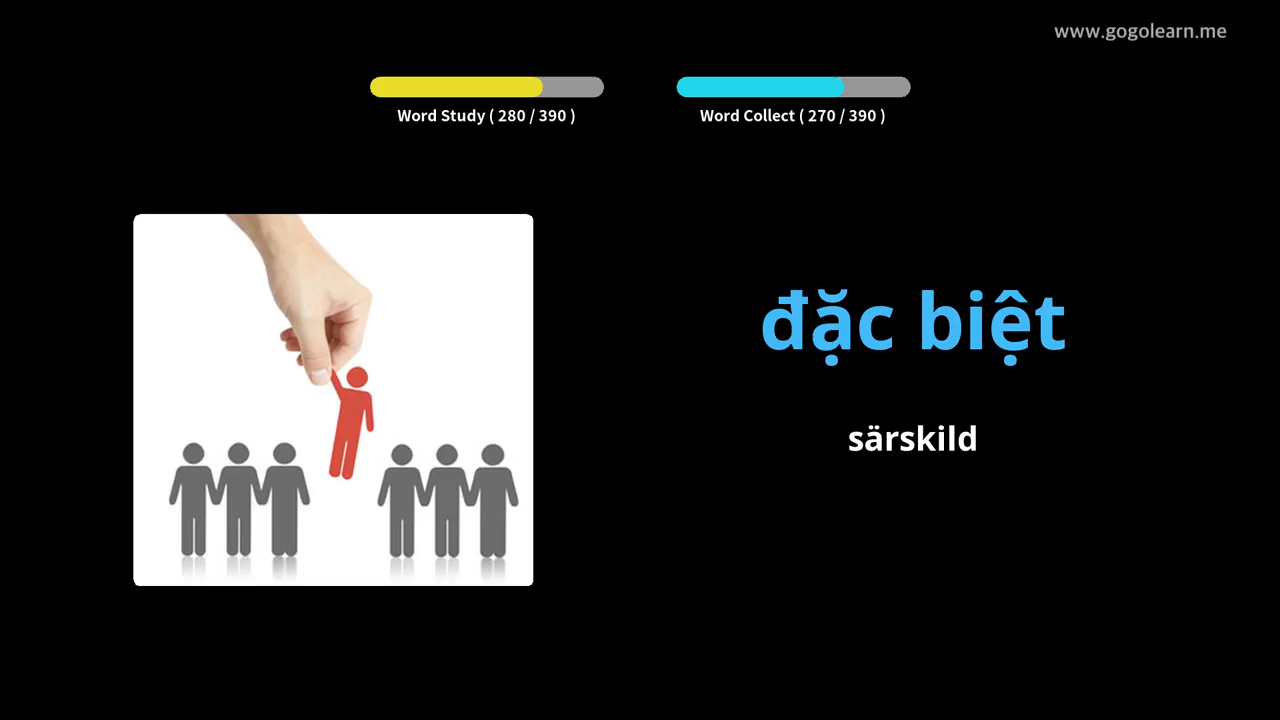 www.gogolearn.me
Word Study ( 280 / 390 )
Word Collect ( 270 / 390 )
đặc biệt
särskild